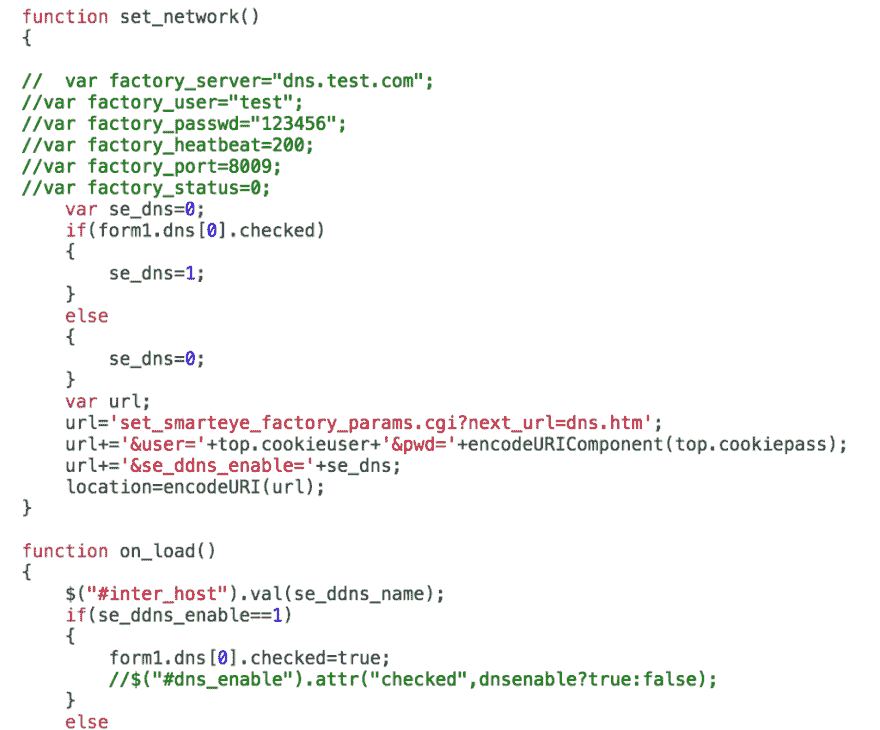 function set_network()
{
//  var factory_server="dns.test.com";
//var factory_user="test";
//var factory_passwd="123456";
//var factory_heatbeat=200;
//var factory_port=8009;
//var factory_status=0;
    var se_dns=0;
    if(form1.dns[0].checked)
    {
        se_dns=1;
    }
    else
    {
        se_dns=0;
    }
    var url;
    url='set_smarteye_factory_params.cgi?next_url=dns.htm';
    url+='&user='+top.cookieuser+'&pwd='+encodeURIComponent(top.cookiepass);
    url+='&se_ddns_enable='+se_dns;
    location=encodeURI(url);
}
function on_load()
{
    $("#inter_host").val(se_ddns_name);
    if(se_ddns_enable==1)
    {
        form1.dns[0].checked=true;
        //$("#dns_enable").attr("checked",dnsenable?true:false);
    }
    else